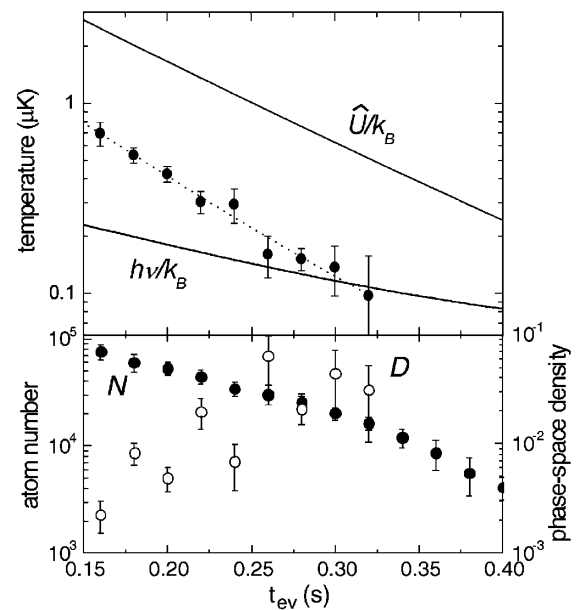 temperature (μK)
1
0.1
Û/k_B
hν/k_B
atom number
10^5
10^4
10^3
N
D
10^-1
10^-2
10^-3
phase-space density
0.15 0.20 0.25 0.30 0.35 0.40
t_ev (s)